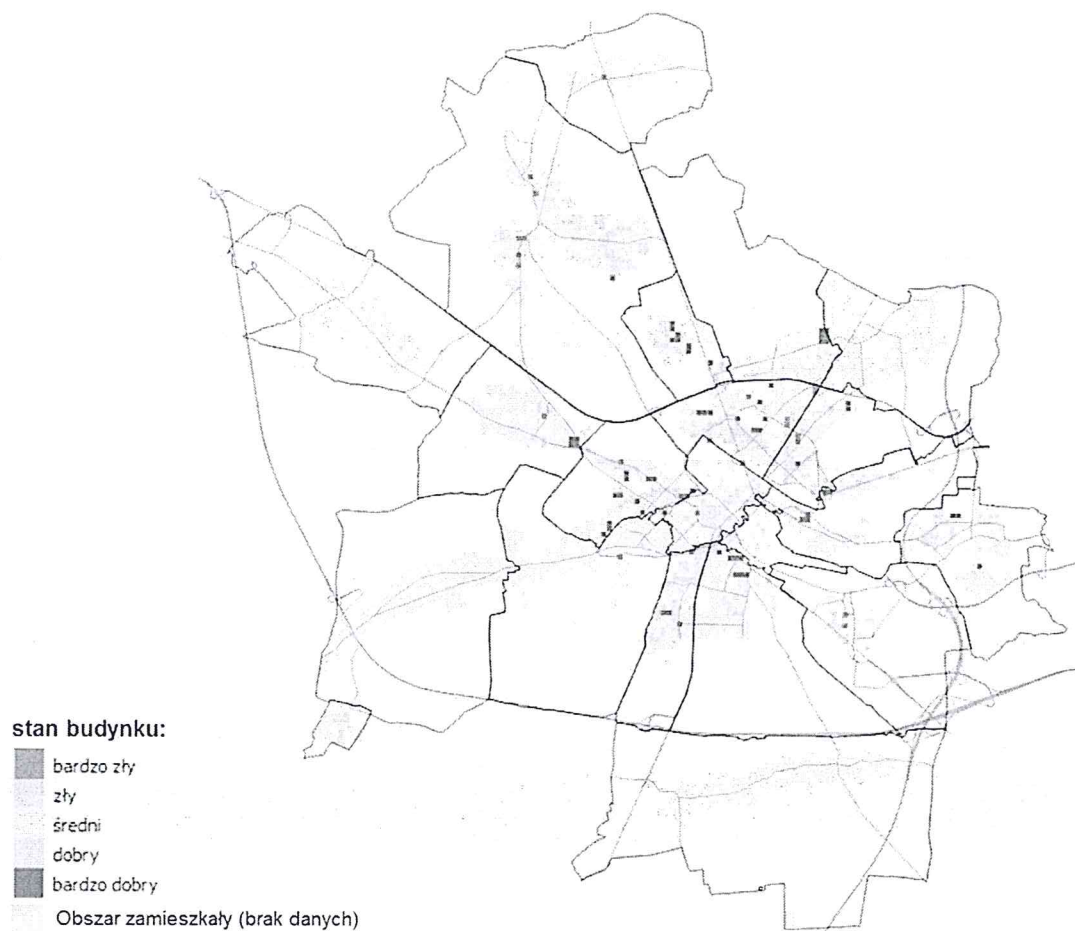 stan budynku:
bardzo zły
zły
średni
dobry
bardzo dobry
Obszar zamieszkały (brak danych)